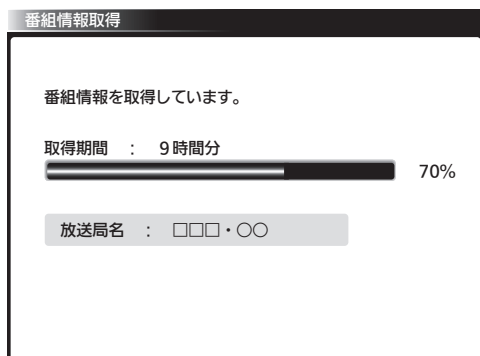 番組情報取得
番組情報を取得しています。
取得期間 : 9時間分
70%
放送局名 : □□□・○○